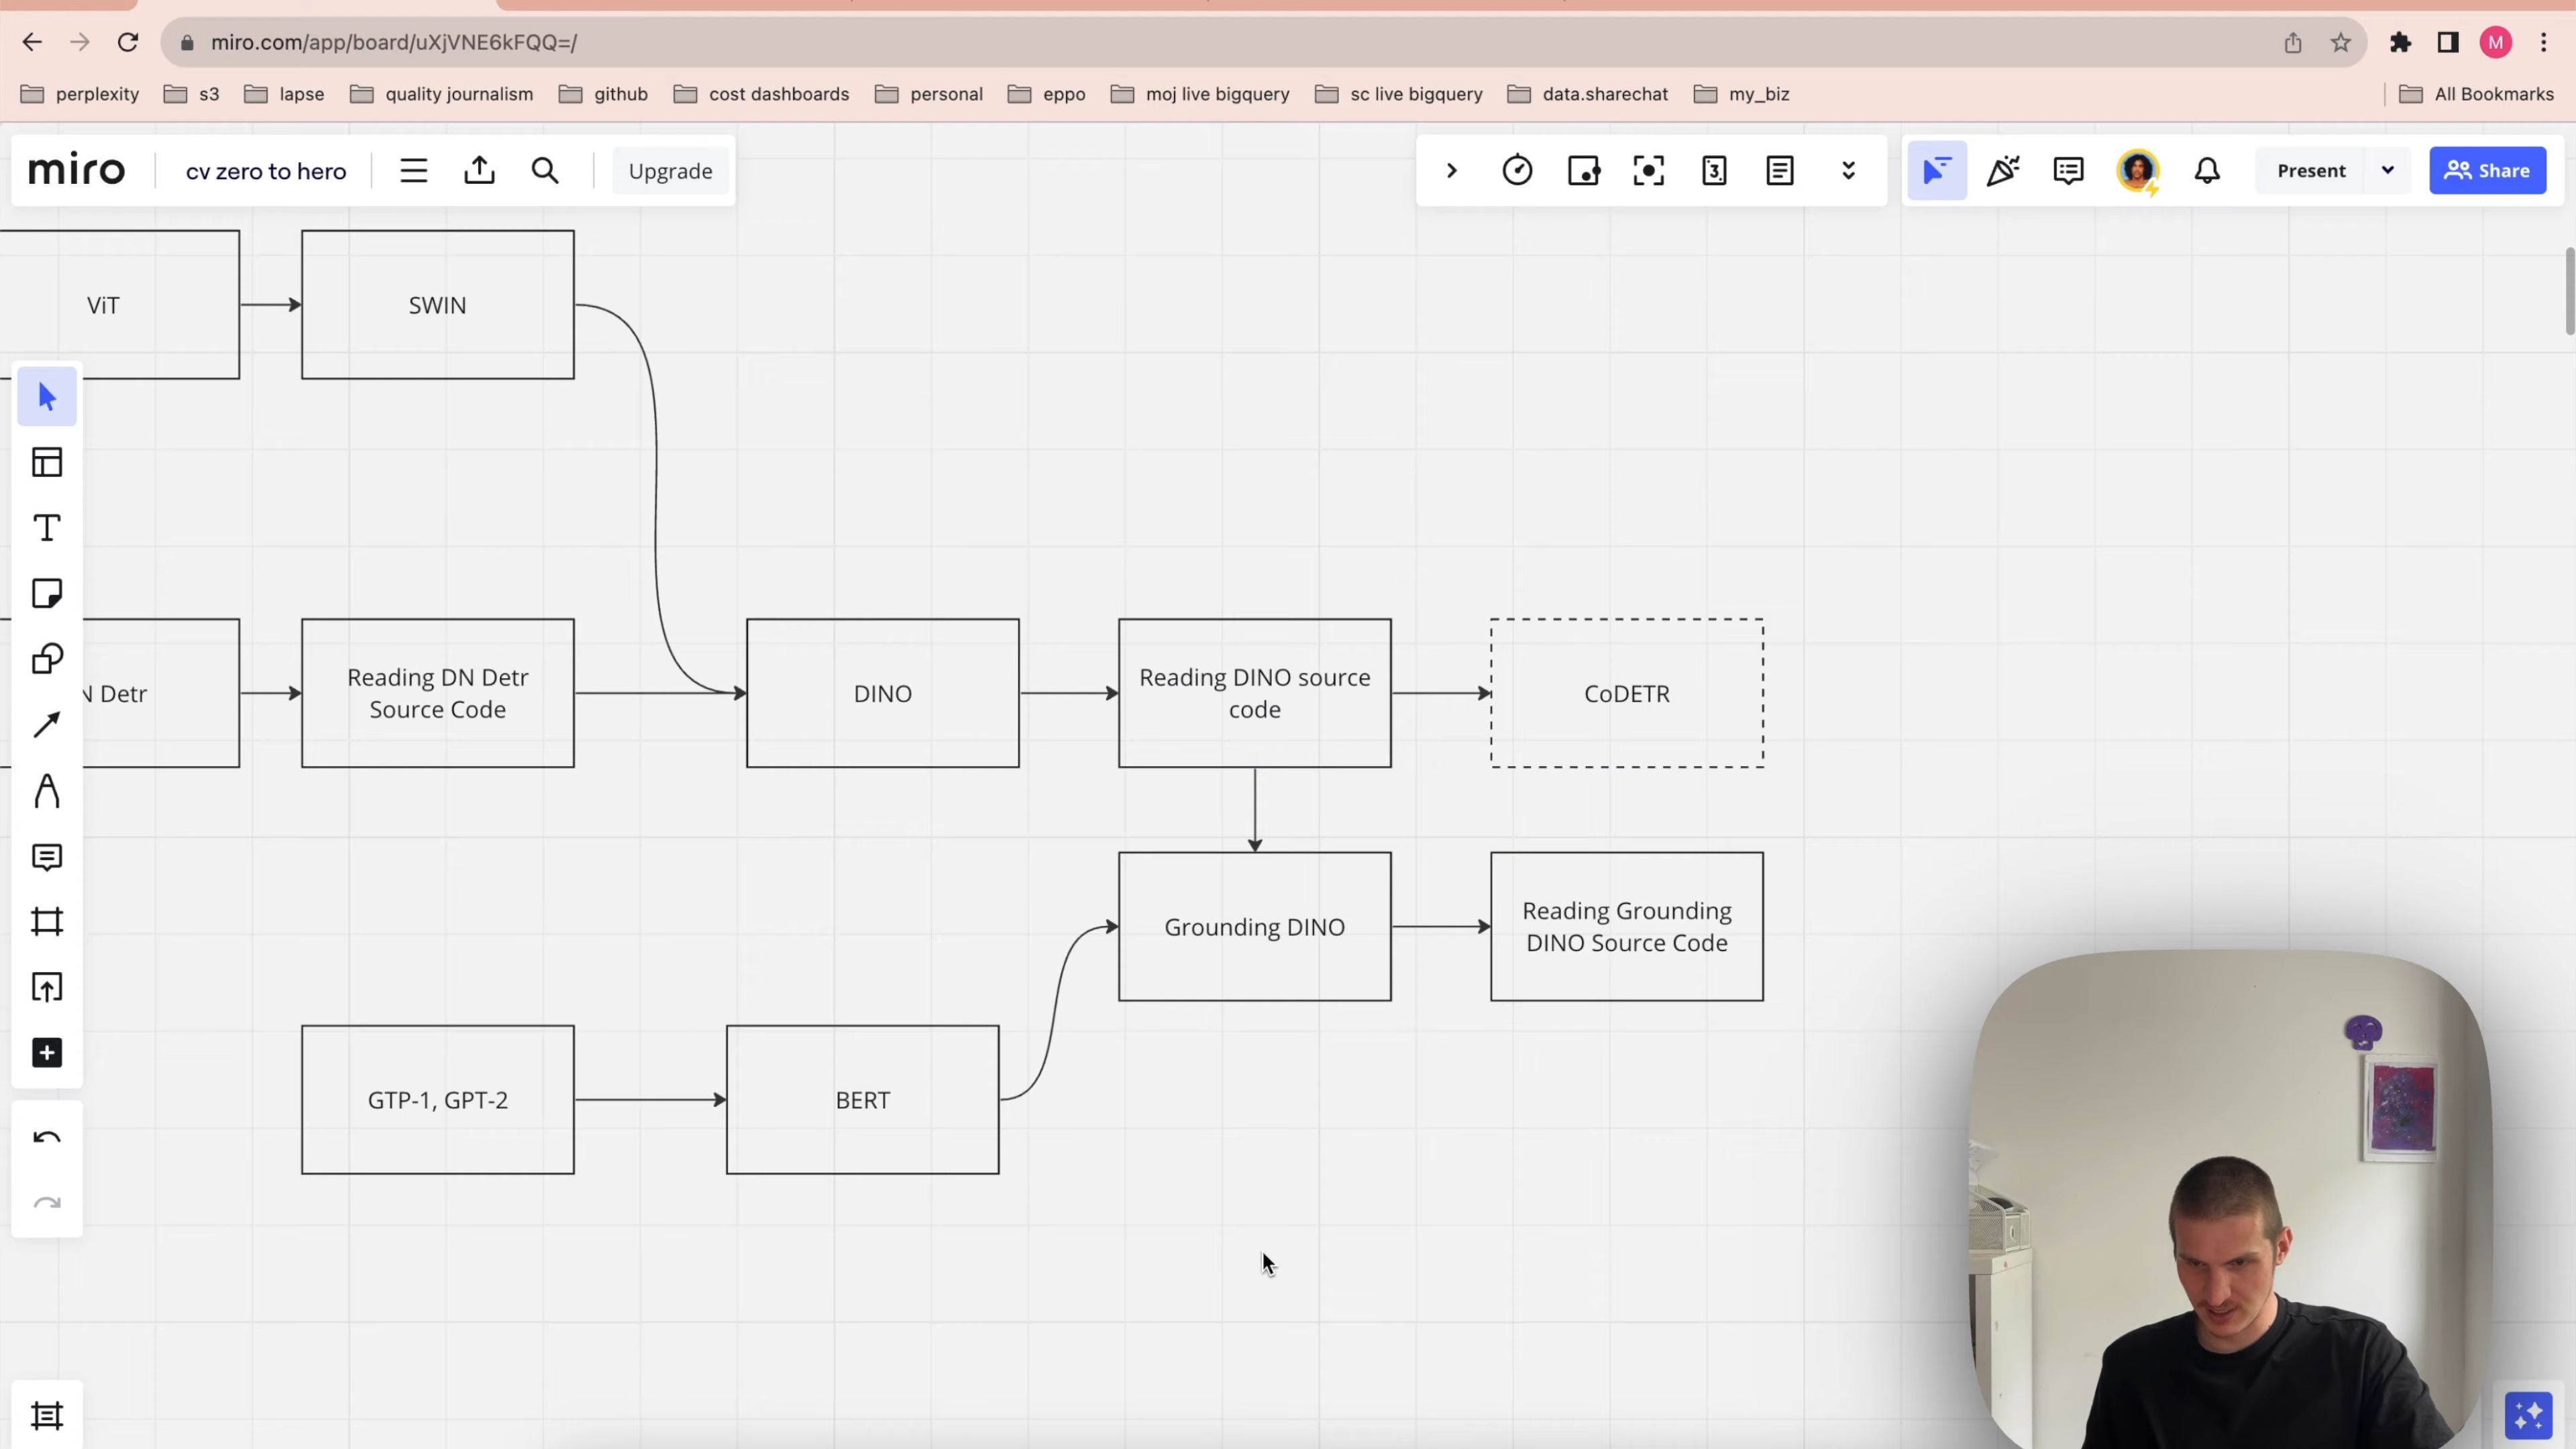 miro.com/app/board/uXjVNE6kFQQ=/
M
perplexity
s3
lapse
quality journalism
github
cost dashboards
personal
eppo
moj live bigquery
sc live bigquery
data.sharechat
my_biz
All Bookmarks
miro
cv zero to hero
Upgrade
3
Present
Share
ViT
SWIN
N Detr
Reading DN Detr
Source Code
DINO
Reading DINO source
code
CoDETR
Grounding DINO
Reading Grounding
DINO Source Code
GTP-1, GPT-2
BERT